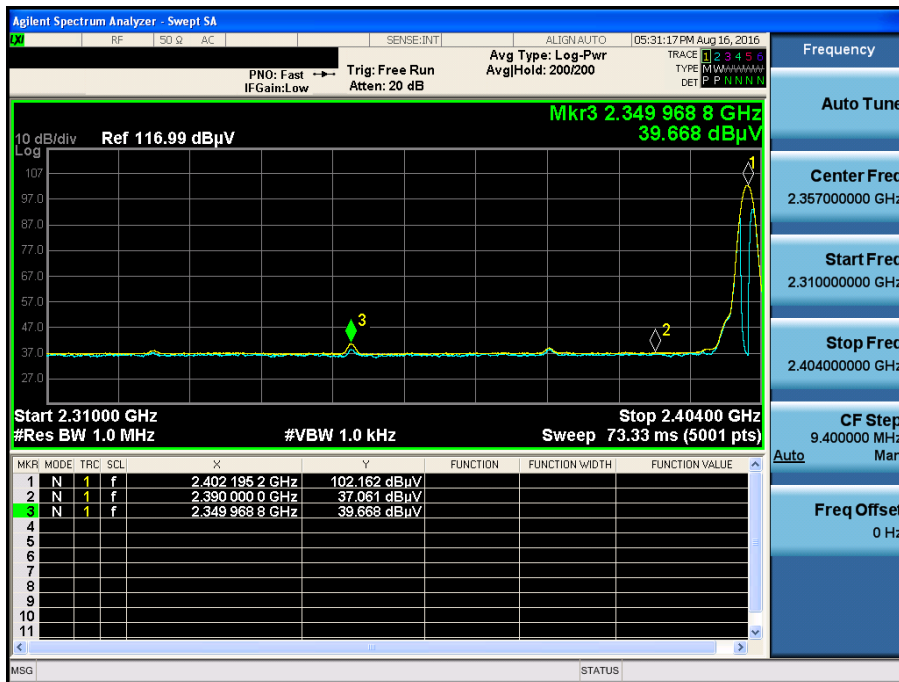 Agilent Spectrum Analyzer - Swept SA
LXI RF 50 Ω AC SENSE:INT ALIGNAUTO 05:31:17 PM Aug 16, 2016
PNO: Fast Trig: Free Run Avg Type: Log-Pwr TRACE 1 2 3 4 5 6
IFGain:Low Atten: 20 dB Avg|Hold: 200/200 TYPE MWWWWW
DET P P N N N N
Mkr3 2.349 968 8 GHz
39.668 dBµV
10 dB/div Ref 116.99 dBµV
Log
107
97.0
87.0
77.0
67.0
57.0
47.0
37.0
27.0
1
2
3
Start 2.31000 GHz Stop 2.40400 GHz
#Res BW 1.0 MHz #VBW 1.0 kHz Sweep 73.33 ms (5001 pts)
MKR MODE TRC SCL X Y FUNCTION FUNCTION WIDTH FUNCTION VALUE
1 N 1 f 2.402 195 2 GHz 102.162 dBµV
2 N 1 f 2.390 000 0 GHz 37.061 dBµV
3 N 1 f 2.349 968 8 GHz 39.668 dBµV
4
5
6
7
8
9
10
11
MSG STATUS
Frequency
Auto Tune
Center Freq
2.357000000 GHz
Start Freq
2.310000000 GHz
Stop Freq
2.404000000 GHz
CF Step
9.400000 MHz
Auto Man
Freq Offset
0 Hz